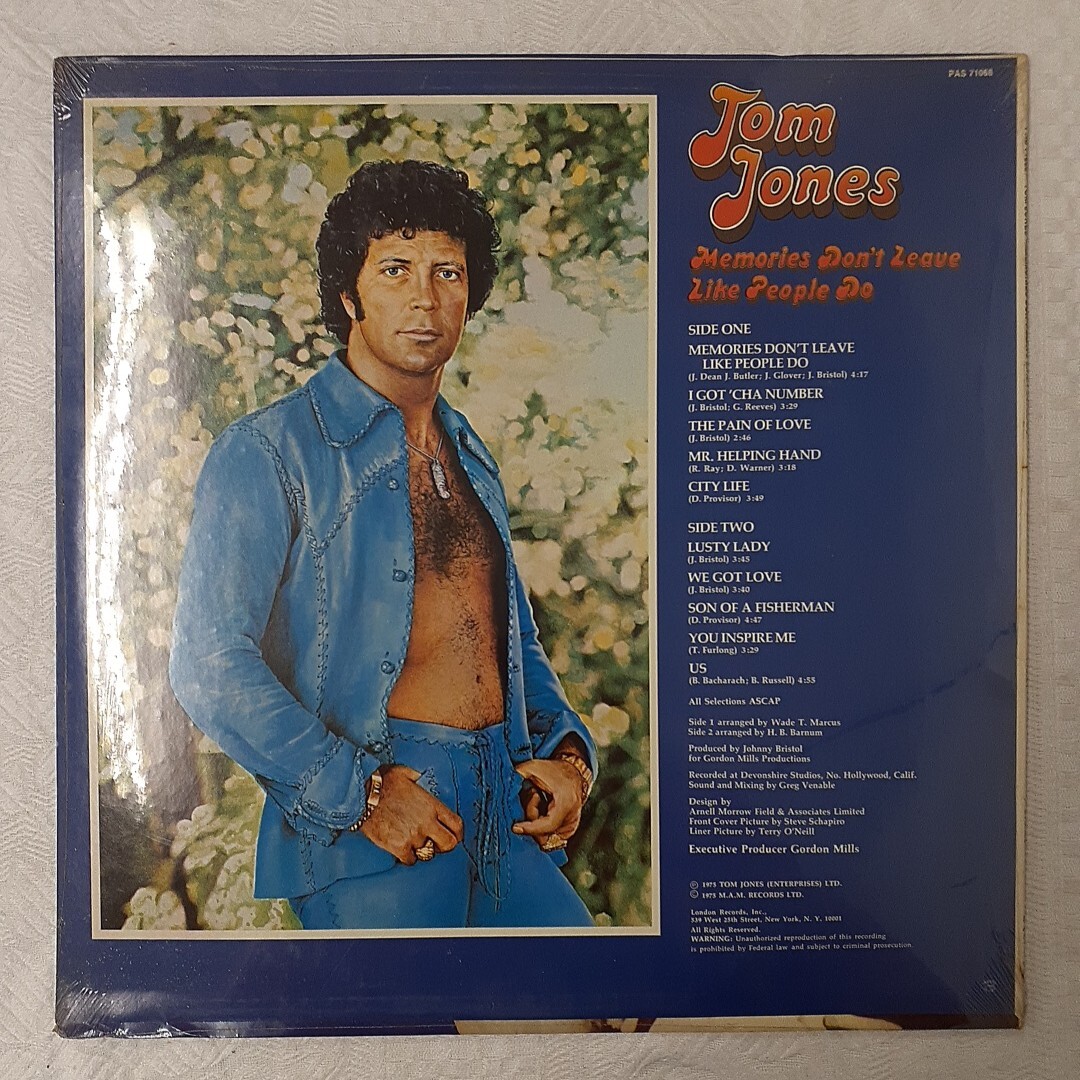 PAS 71066
Tom
Jones
Memories Don't Leave
Like People Do
SIDE ONE
MEMORIES DON'T LEAVE
LIKE PEOPLE DO
(J. Dean J. Butler; J. Glover; J. Bristol) 4:17
I GOT 'CHA NUMBER
(J. Bristol; G. Reeves) 3:29
THE PAIN OF LOVE
(J. Bristol) 2:46
MR. HELPING HAND
(R. Ray; D. Warner) 3:18
CITY LIFE
(D. Provisor) 3:49
SIDE TWO
LUSTY LADY
(J. Bristol) 3:45
WE GOT LOVE
(J. Bristol) 3:40
SON OF A FISHERMAN
(D. Provisor) 4:47
YOU INSPIRE ME
(T. Furlong) 3:29
US
(B. Bacharach; B. Russell) 4:55
All Selections ASCAP
Side 1 arranged by Wade T. Marcus
Side 2 arranged by H. B. Barnum
Produced by Johnny Bristol
for Gordon Mills Productions
Recorded at Devonshire Studios, No. Hollywood, Calif.
Sound and Mixing by Greg Venable
Design by
Arnell Morrow Field & Associates Limited
Front Cover Picture by Steve Schapiro
Liner Picture by Terry O'Neill
Executive Producer Gordon Mills
℗ 1975 TOM JONES (ENTERPRISES) LTD.
© 1975 M.A.M. RECORDS LTD.
London Records, Inc.,
539 West 25th Street, New York, N. Y. 10001
All Rights Reserved.
WARNING: Unauthorized reproduction of this recording
is prohibited by Federal law and subject to criminal prosecution.